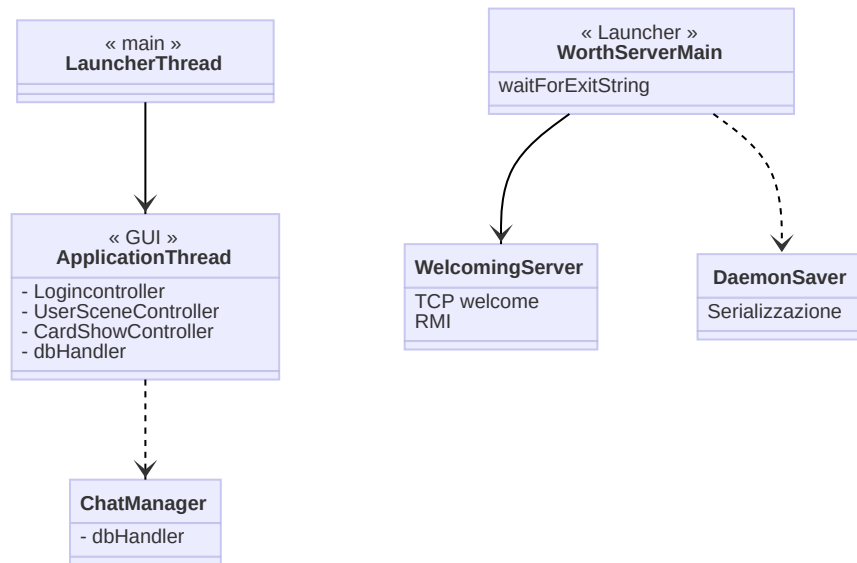 « main »
LauncherThread
« GUI »
ApplicationThread
- Logincontroller
- UserSceneController
- CardShowController
- dbHandler
ChatManager
- dbHandler
« Launcher »
WorthServerMain
waitForExitString
WelcomingServer
TCP welcome
RMI
DaemonSaver
Serializzazione